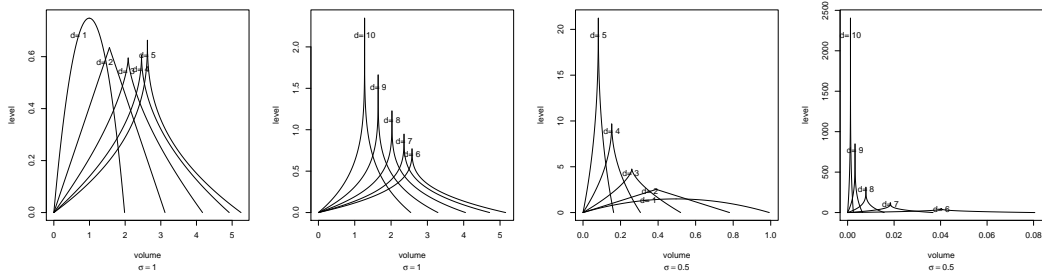 0.0 0.2 0.4 0.6
level
d= 1
d= 2
d= 3
d= 4
d= 5
0 1 2 3 4 5
volume
σ = 1
0.0 0.5 1.0 1.5 2.0
level
d= 10
d= 9
d= 8
d= 7
d= 6
0 1 2 3 4 5
volume
σ = 1
0 5 10 15 20
level
d= 5
d= 4
d= 3
d= 2
d= 1
0.0 0.2 0.4 0.6 0.8 1.0
volume
σ = 0.5
0 500 1000 1500 2000 2500
level
d= 10
d= 9
d= 8
d= 7
d= 6
0.00 0.02 0.04 0.06 0.08
volume
σ = 0.5